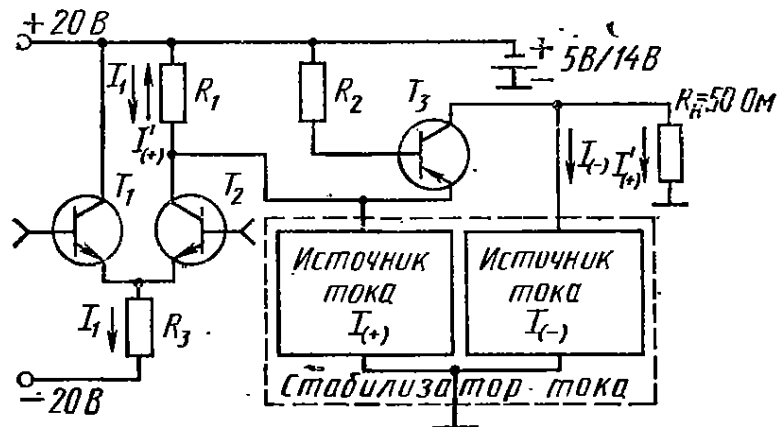 + 20 В
I₁
I'(+)
R₁
R₂
T₃
+
−
5В/14В
Rн=50 Ом
I(−)
I'(+)
T₁
T₂
I₁
R₃
− 20 В
Источник
тока
I(+)
Источник
тока
I(−)
Стабилизатор тока